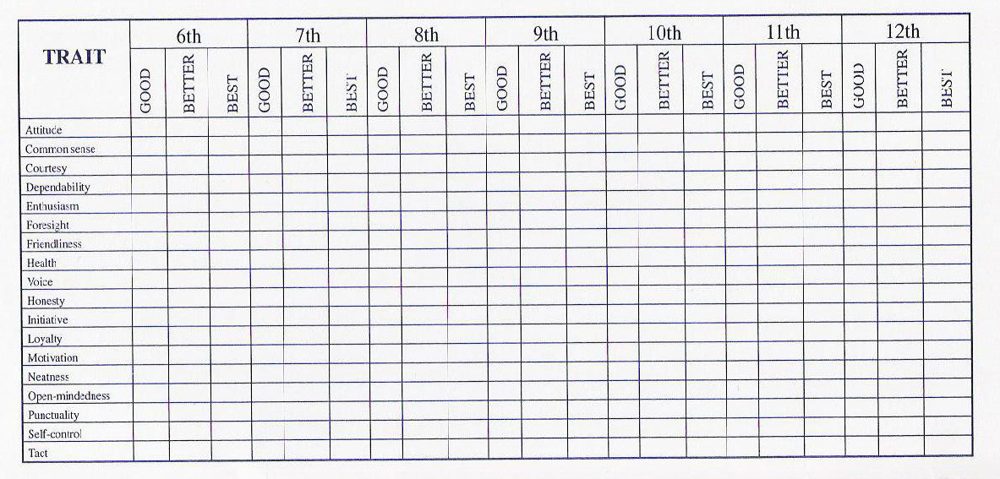 TRAIT 6th 7th 8th 9th 10th 11th 12th
GOOD BETTER BEST GOOD BETTER BEST GOOD BETTER BEST GOOD BETTER BEST GOOD BETTER BEST GOOD BETTER BEST GOOD BETTER BEST
Attitude
Common sense
Courtesy
Dependability
Enthusiasm
Foresight
Friendliness
Health
Voice
Honesty
Initiative
Loyalty
Motivation
Neatness
Open-mindedness
Punctuality
Self-control
Tact